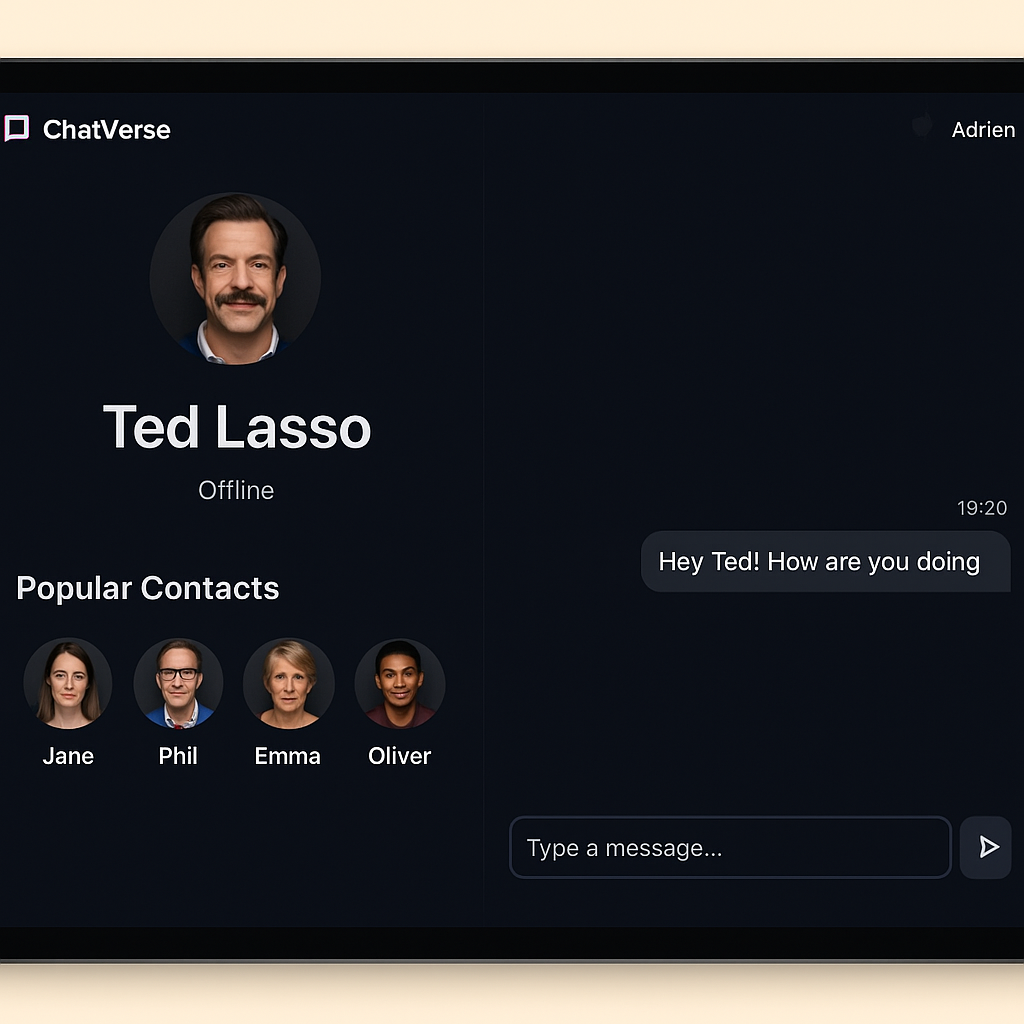 ChatVerse
Adrien
Ted Lasso
Offline
Popular Contacts
Jane
Phil
Emma
Oliver
19:20
Hey Ted! How are you doing
Type a message...